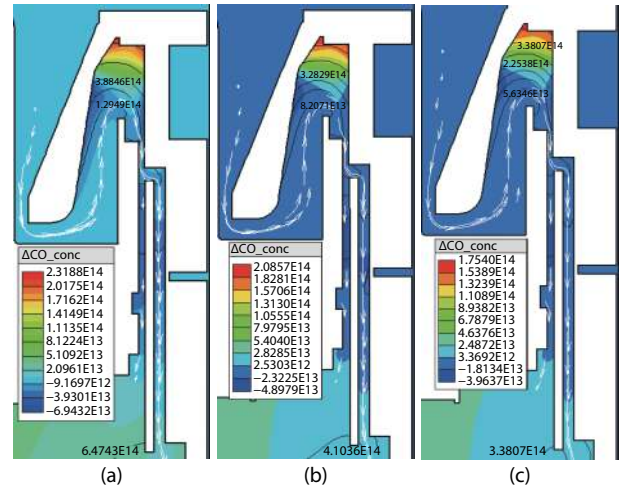 3.8846E14
1.2949E14
ΔCO_conc
2.3188E14
2.0175E14
1.7162E14
1.4149E14
1.1135E14
8.1224E13
5.1092E13
2.0961E13
−9.1697E12
−3.9301E13
−6.9432E13
6.4743E14
(a)
3.2829E14
8.2071E13
ΔCO_conc
2.0857E14
1.8281E14
1.5706E14
1.3130E14
1.0555E14
7.9795E13
5.4040E13
2.8285E13
2.5303E12
−2.3225E13
−4.8979E13
4.1036E14
(b)
3.3807E14
2.2538E14
5.6346E13
ΔCO_conc
1.7540E14
1.5389E14
1.3239E14
1.1089E14
8.9382E13
6.7879E13
4.6376E13
2.4872E13
3.3692E12
−1.8134E13
−3.9637E13
3.3807E14
(c)